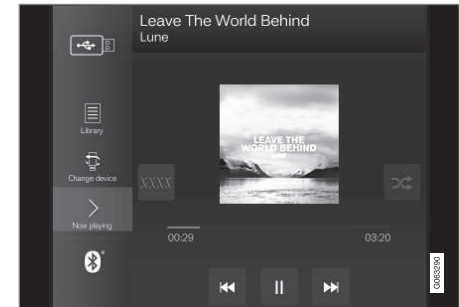 Leave The World Behind
Lune
Library
Change device
Now playing
LEAVE THE
WORLD BEHIND
XXXX
00:29
03:20
G063290